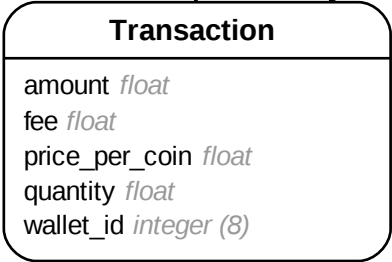 Transaction
amount float
fee float
price_per_coin float
quantity float
wallet_id integer (8)